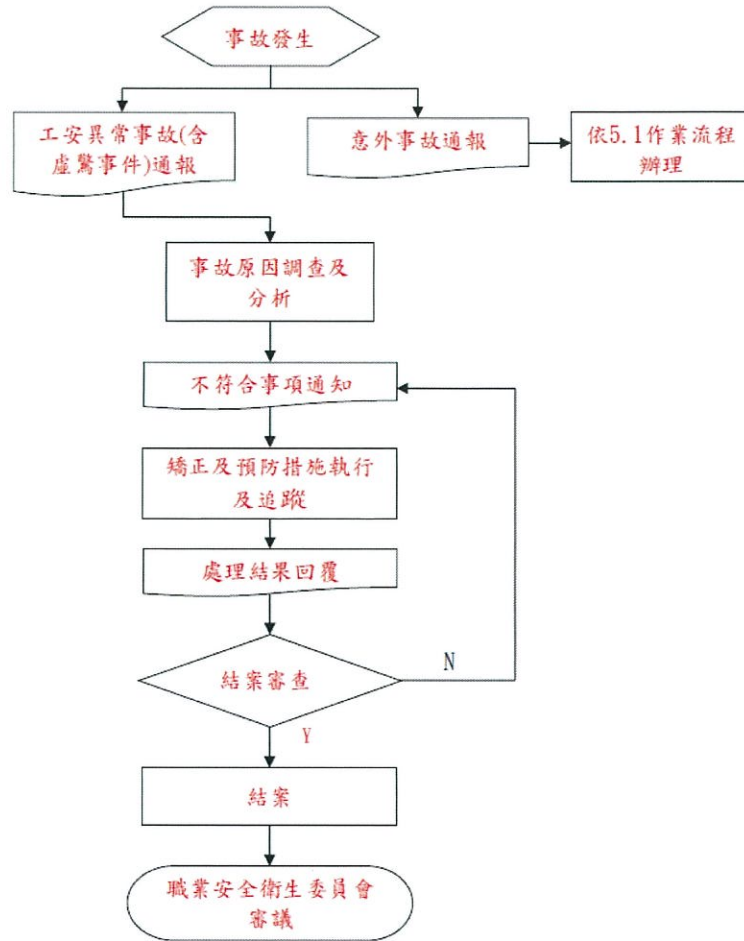 事故發生
工安異常事故(含
虛驚事件)通報
意外事故通報
依5.1作業流程
辦理
事故原因調查及
分析
不符合事項通知
矯正及預防措施執行
及追蹤
處理結果回覆
結案審查
N
Y
結案
職業安全衛生委員會
審議